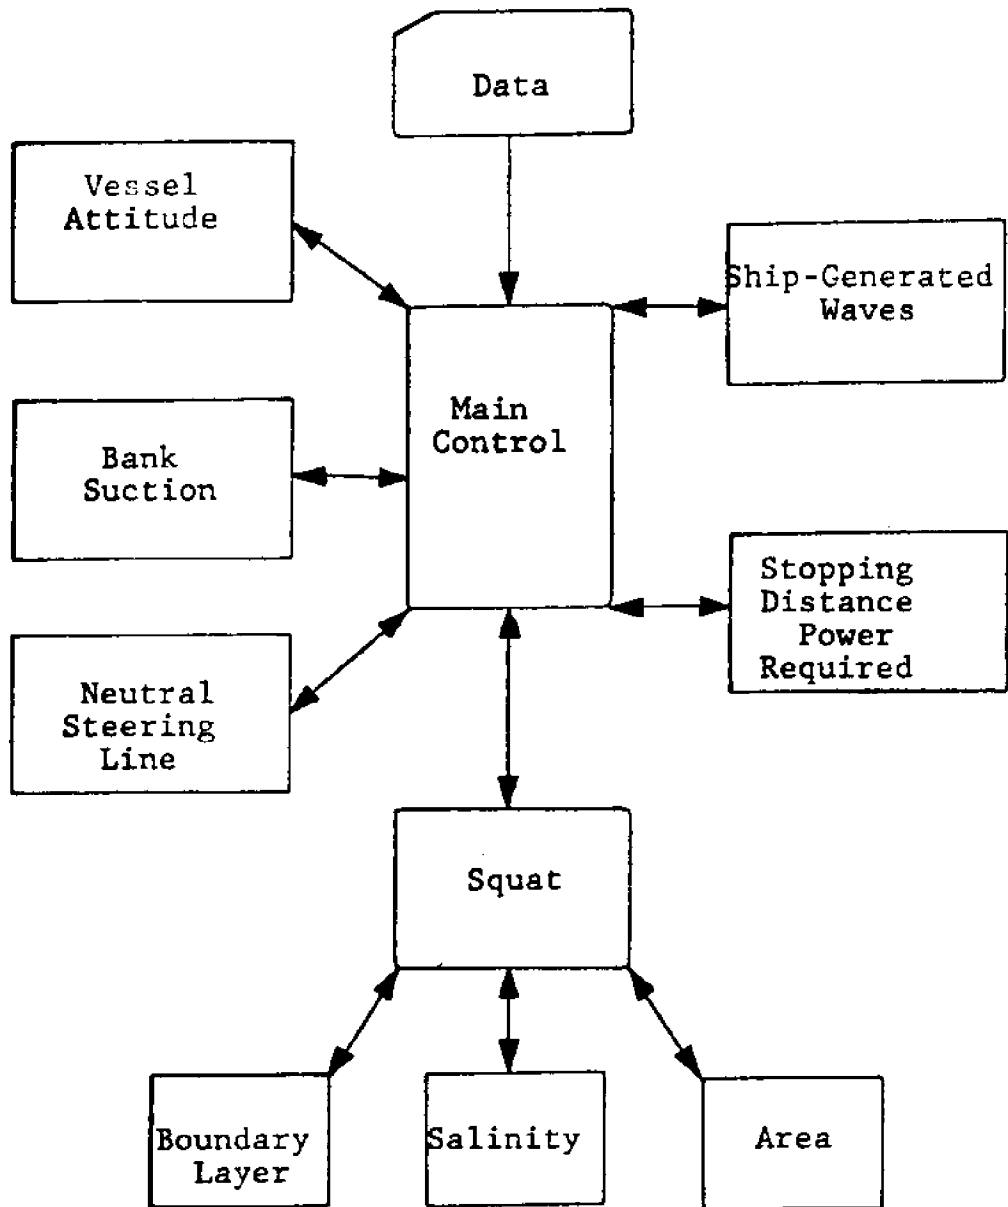 Data
Vessel
Attitude
Ship-Generated
Waves
Main
Control
Bank
Suction
Stopping
Distance
Power
Required
Neutral
Steering
Line
Squat
Boundary
Layer
Salinity
Area